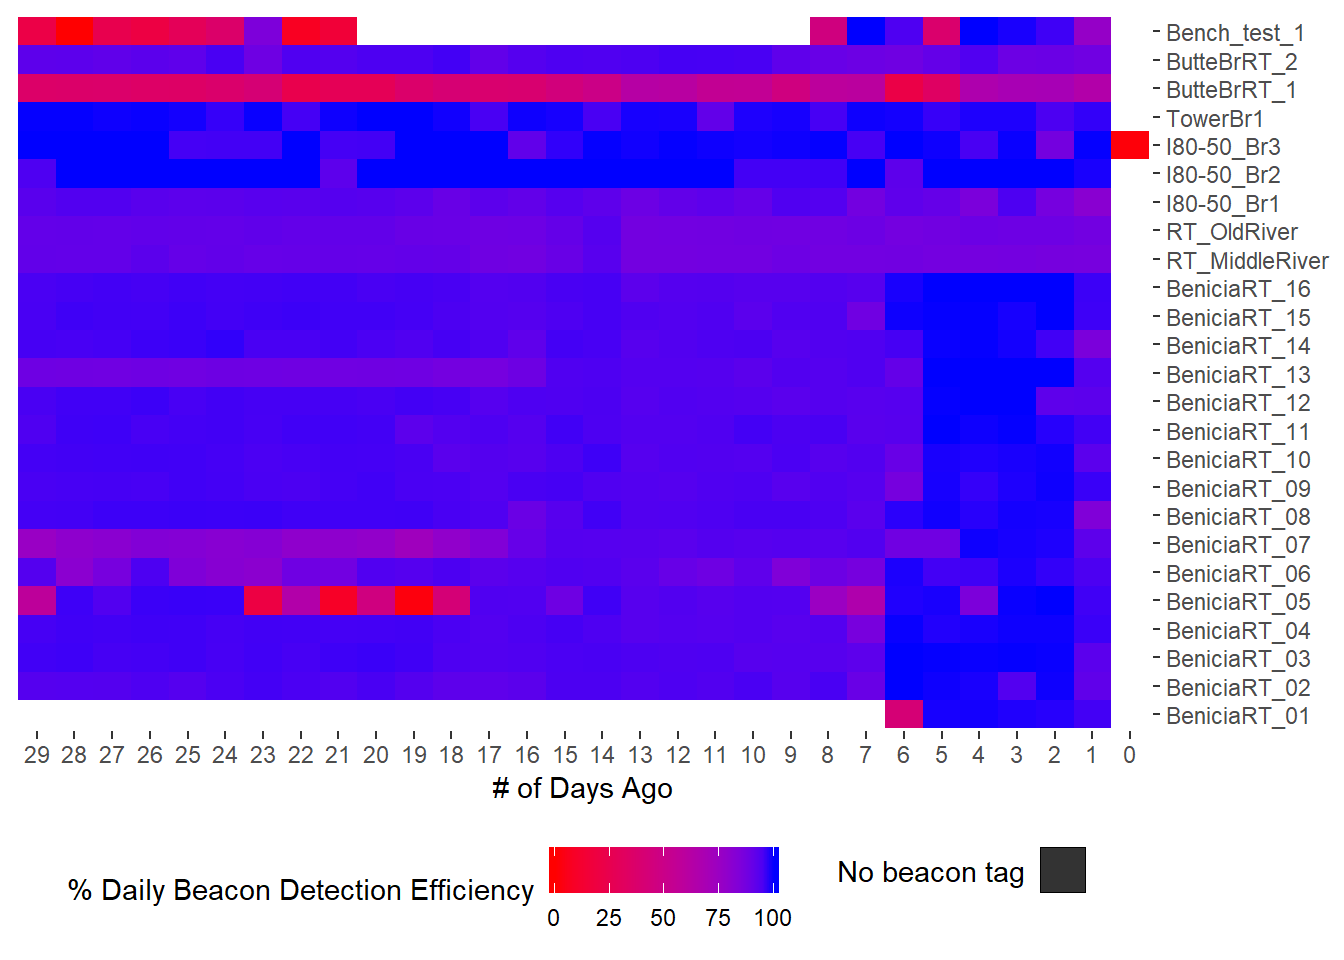 Bench_test_1
ButteBrRT_2
ButteBrRT_1
TowerBr1
I80-50_Br3
I80-50_Br2
I80-50_Br1
RT_OldRiver
RT_MiddleRiver
BeniciaRT_16
BeniciaRT_15
BeniciaRT_14
BeniciaRT_13
BeniciaRT_12
BeniciaRT_11
BeniciaRT_10
BeniciaRT_09
BeniciaRT_08
BeniciaRT_07
BeniciaRT_06
BeniciaRT_05
BeniciaRT_04
BeniciaRT_03
BeniciaRT_02
BeniciaRT_01
29 28 27 26 25 24 23 22 21 20 19 18 17 16 15 14 13 12 11 10 9 8 7 6 5 4 3 2 1 0
# of Days Ago
% Daily Beacon Detection Efficiency
0 25 50 75 100
No beacon tag